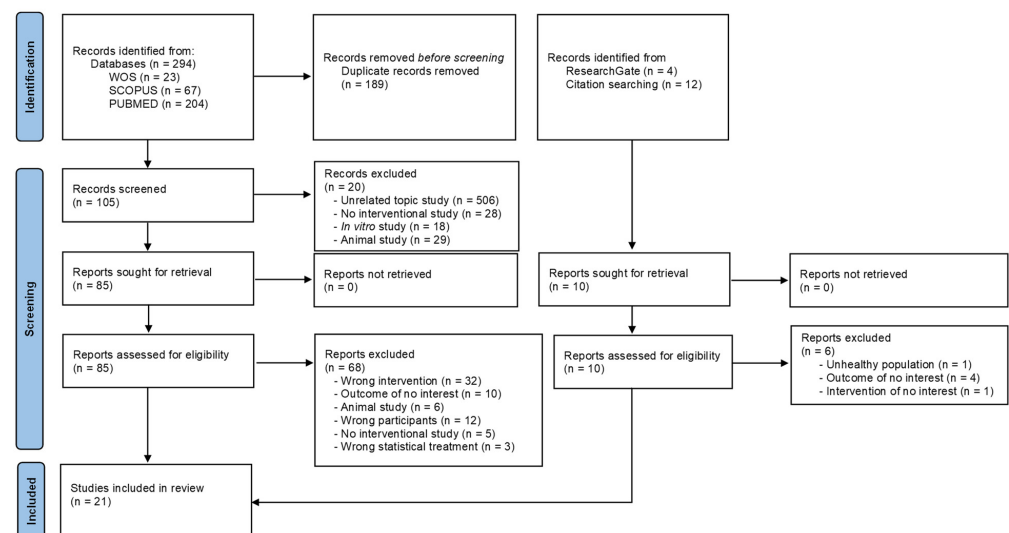 Identification
Records identified from:
Databases (n = 294)
WOS (n = 23)
SCOPUS (n = 67)
PUBMED (n = 204)
Records removed before screening
Duplicate records removed
(n = 189)
Records identified from
ResearchGate (n = 4)
Citation searching (n = 12)
Screening
Records screened
(n = 105)
Records excluded
(n = 20)
- Unrelated topic study (n = 506)
- No interventional study (n = 28)
- In vitro study (n = 18)
- Animal study (n = 29)
Reports sought for retrieval
(n = 85)
Reports not retrieved
(n = 0)
Reports sought for retrieval
(n = 10)
Reports not retrieved
(n = 0)
Reports assessed for eligibility
(n = 85)
Reports excluded
(n = 68)
- Wrong intervention (n = 32)
- Outcome of no interest (n = 10)
- Animal study (n = 6)
- Wrong participants (n = 12)
- No interventional study (n = 5)
- Wrong statistical treatment (n = 3)
Reports assessed for eligibility
(n = 10)
Reports excluded
(n = 6)
- Unhealthy population (n = 1)
- Outcome of no interest (n = 4)
- Intervention of no interest (n = 1)
Included
Studies included in review
(n = 21)